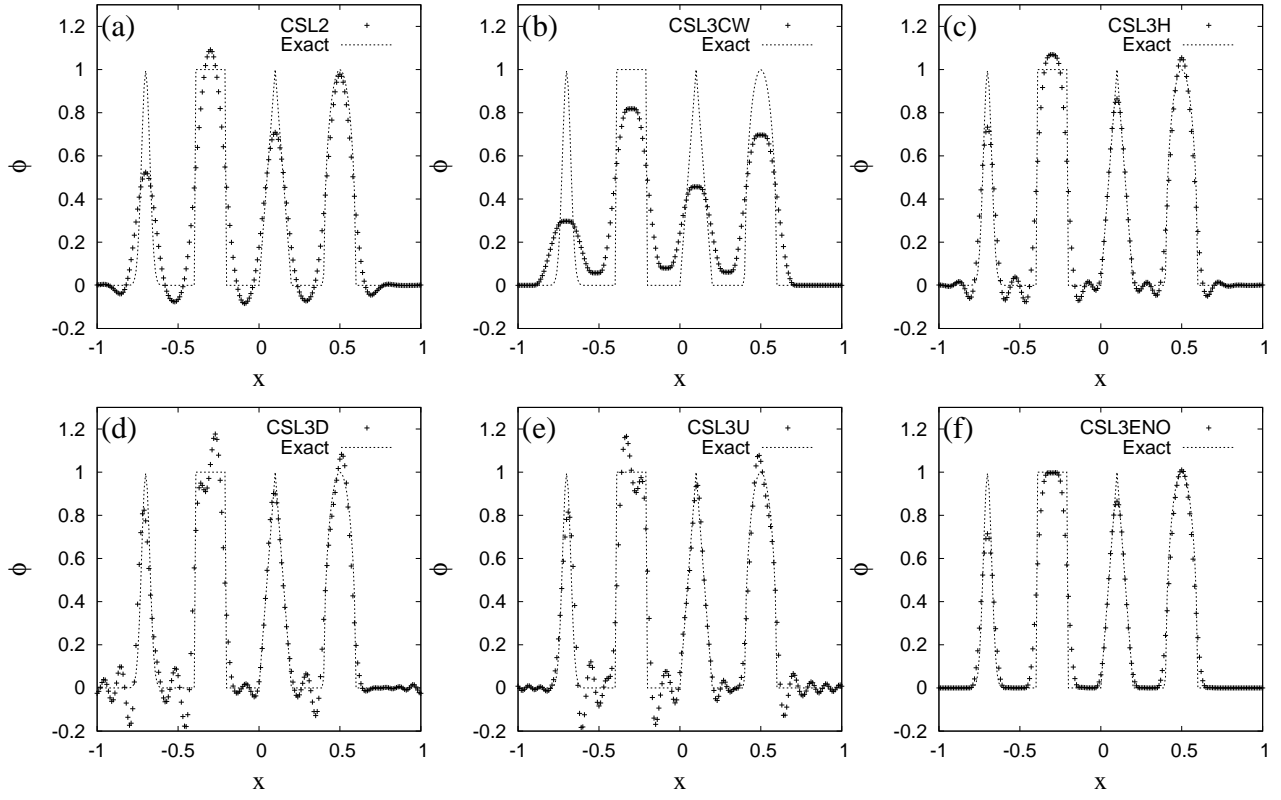 (a)
CSL2
Exact
1.2
1
0.8
0.6
0.4
0.2
0
-0.2
ϕ
-1
-0.5
0
0.5
1
x
(b)
CSL3CW
Exact
1.2
1
0.8
0.6
0.4
0.2
0
-0.2
ϕ
-1
-0.5
0
0.5
1
x
(c)
CSL3H
Exact
1.2
1
0.8
0.6
0.4
0.2
0
-0.2
ϕ
-1
-0.5
0
0.5
1
x
(d)
CSL3D
Exact
1.2
1
0.8
0.6
0.4
0.2
0
-0.2
ϕ
-1
-0.5
0
0.5
1
x
(e)
CSL3U
Exact
1.2
1
0.8
0.6
0.4
0.2
0
-0.2
ϕ
-1
-0.5
0
0.5
1
x
(f)
CSL3ENO
Exact
1.2
1
0.8
0.6
0.4
0.2
0
-0.2
ϕ
-1
-0.5
0
0.5
1
x